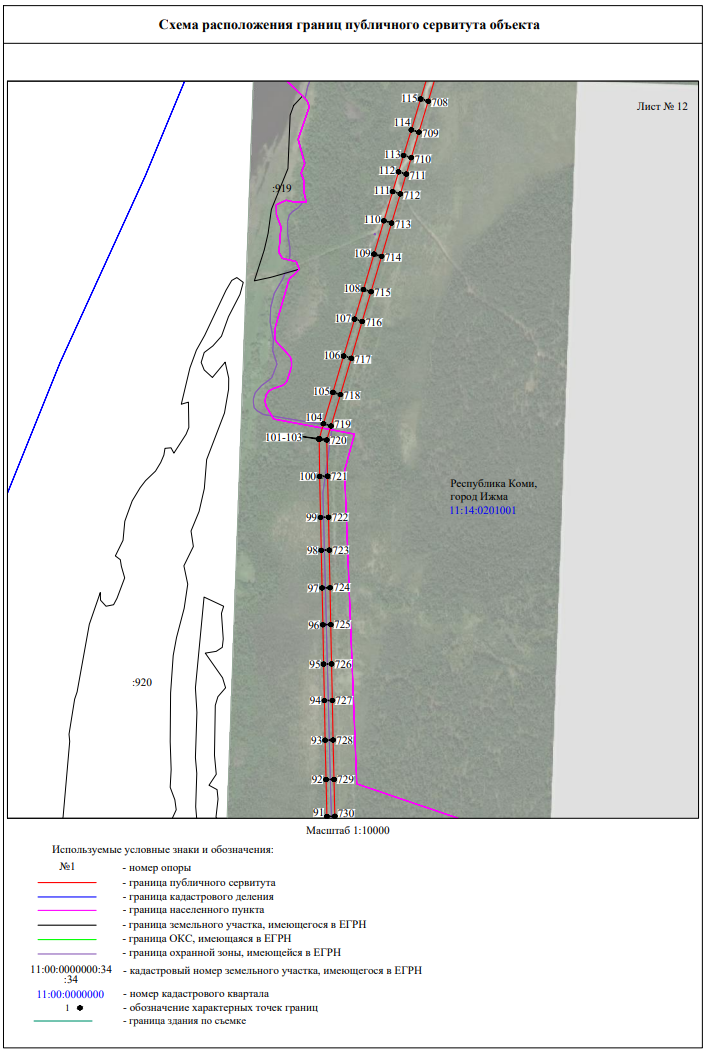 Схема расположения границ публичного сервитута объекта
Лист № 12
115 708
114 709
113 710
112 711
:919
111 712
110 713
109 714
108 715
107 716
106 717
105 718
104 719
101-103 720
100 721
Республика Коми,
город Ижма
11:14:0201001
99 722
98 723
97 724
96 725
95 726
:920
94 727
93 728
92 729
91 730
Масштаб 1:10000
Используемые условные знаки и обозначения:
№1 - номер опоры
- граница публичного сервитута
- граница кадастрового деления
- граница населенного пункта
- граница земельного участка, имеющегося в ЕГРН
- граница ОКС, имеющаяся в ЕГРН
- граница охранной зоны, имеющейся в ЕГРН
11:00:0000000:34 - кадастровый номер земельного участка, имеющегося в ЕГРН
:34
11:00:0000000 - номер кадастрового квартала
1 - обозначение характерных точек границ
- граница здания по съемке